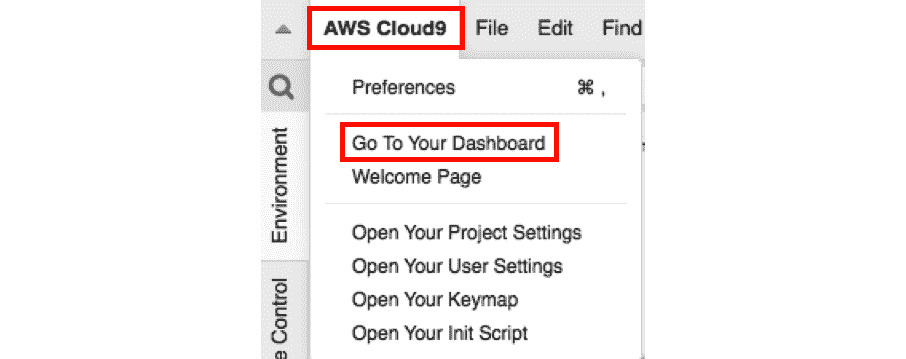 AWS Cloud9 File Edit Find
Preferences ⌘ ,
Go To Your Dashboard
Welcome Page
Open Your Project Settings
Open Your User Settings
Open Your Keymap
Open Your Init Script
Environment
Control